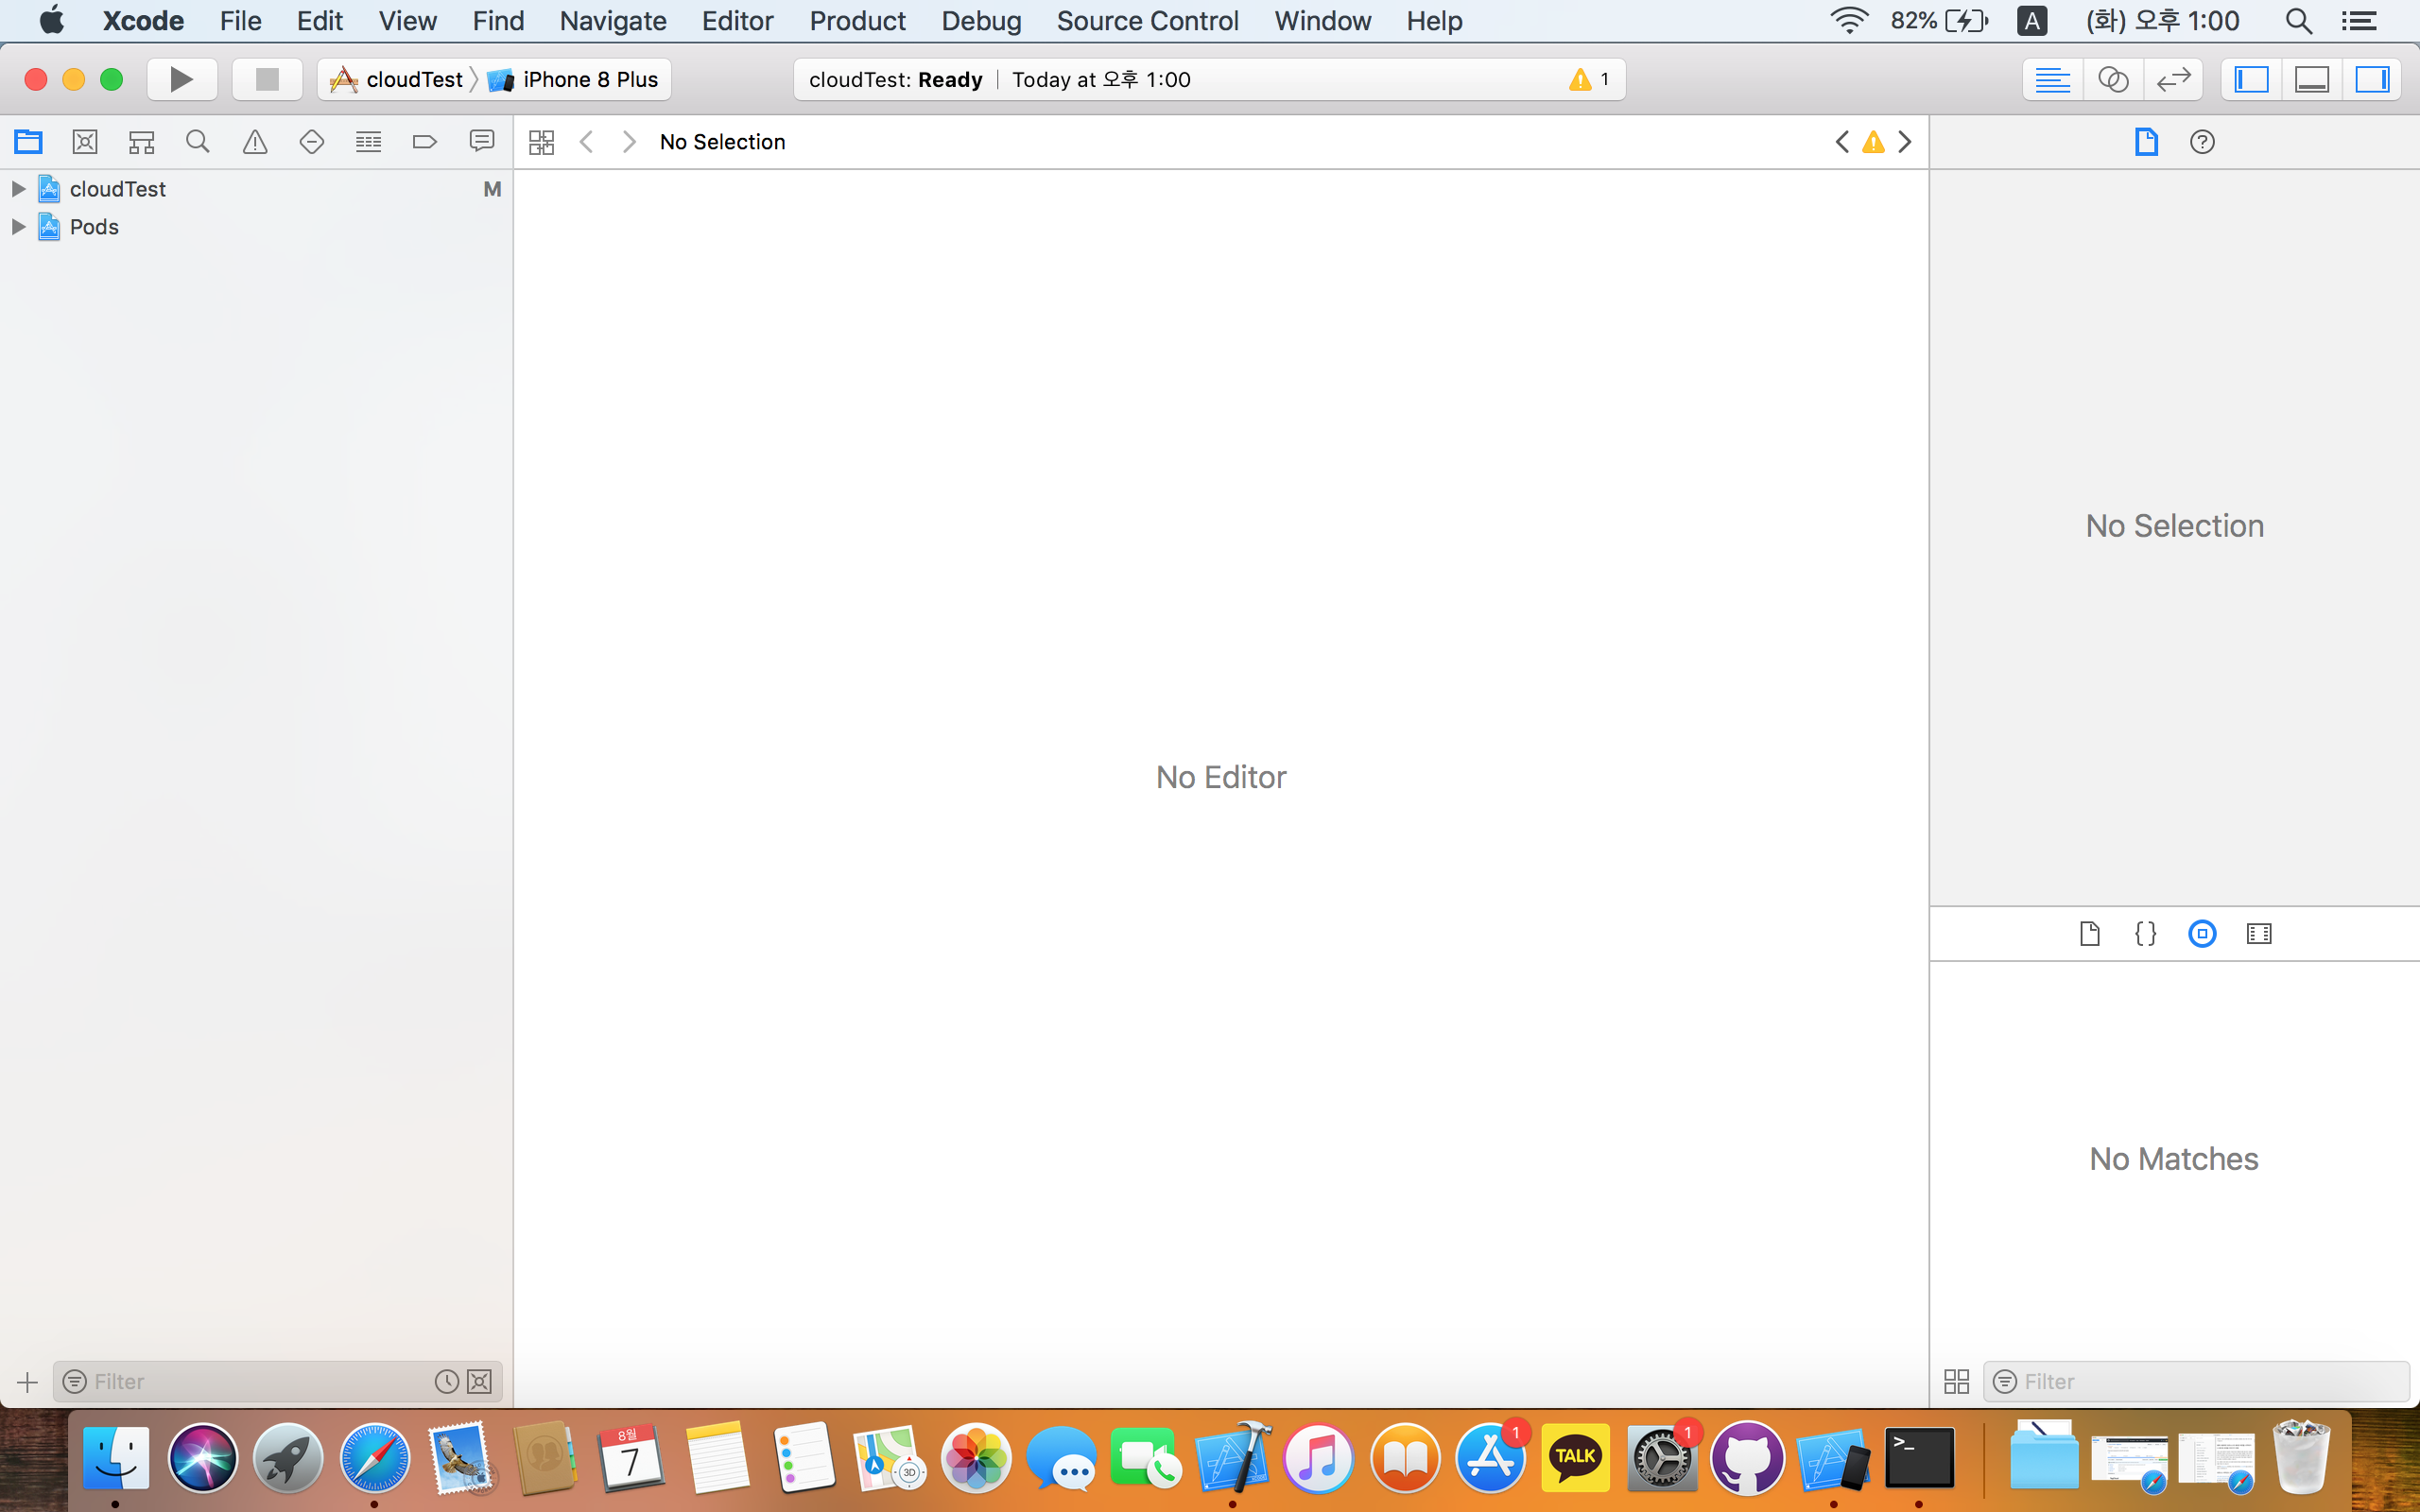 Xcode File Edit View Find Navigate Editor Product Debug Source Control Window Help 82% A (화) 오후 1:00
cloudTest iPhone 8 Plus cloudTest: Ready Today at 오후 1:00 1
No Selection
cloudTest M
Pods
No Selection
No Editor
{}
No Matches
Filter
Filter
8월
7
3D
1
TALK
1
>_